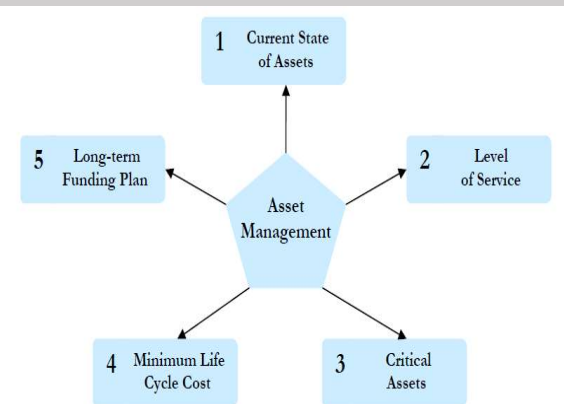 1 Current State
of Assets
2 Level
of Service
3 Critical
Assets
4 Minimum Life
Cycle Cost
5 Long-term
Funding Plan
Asset
Management